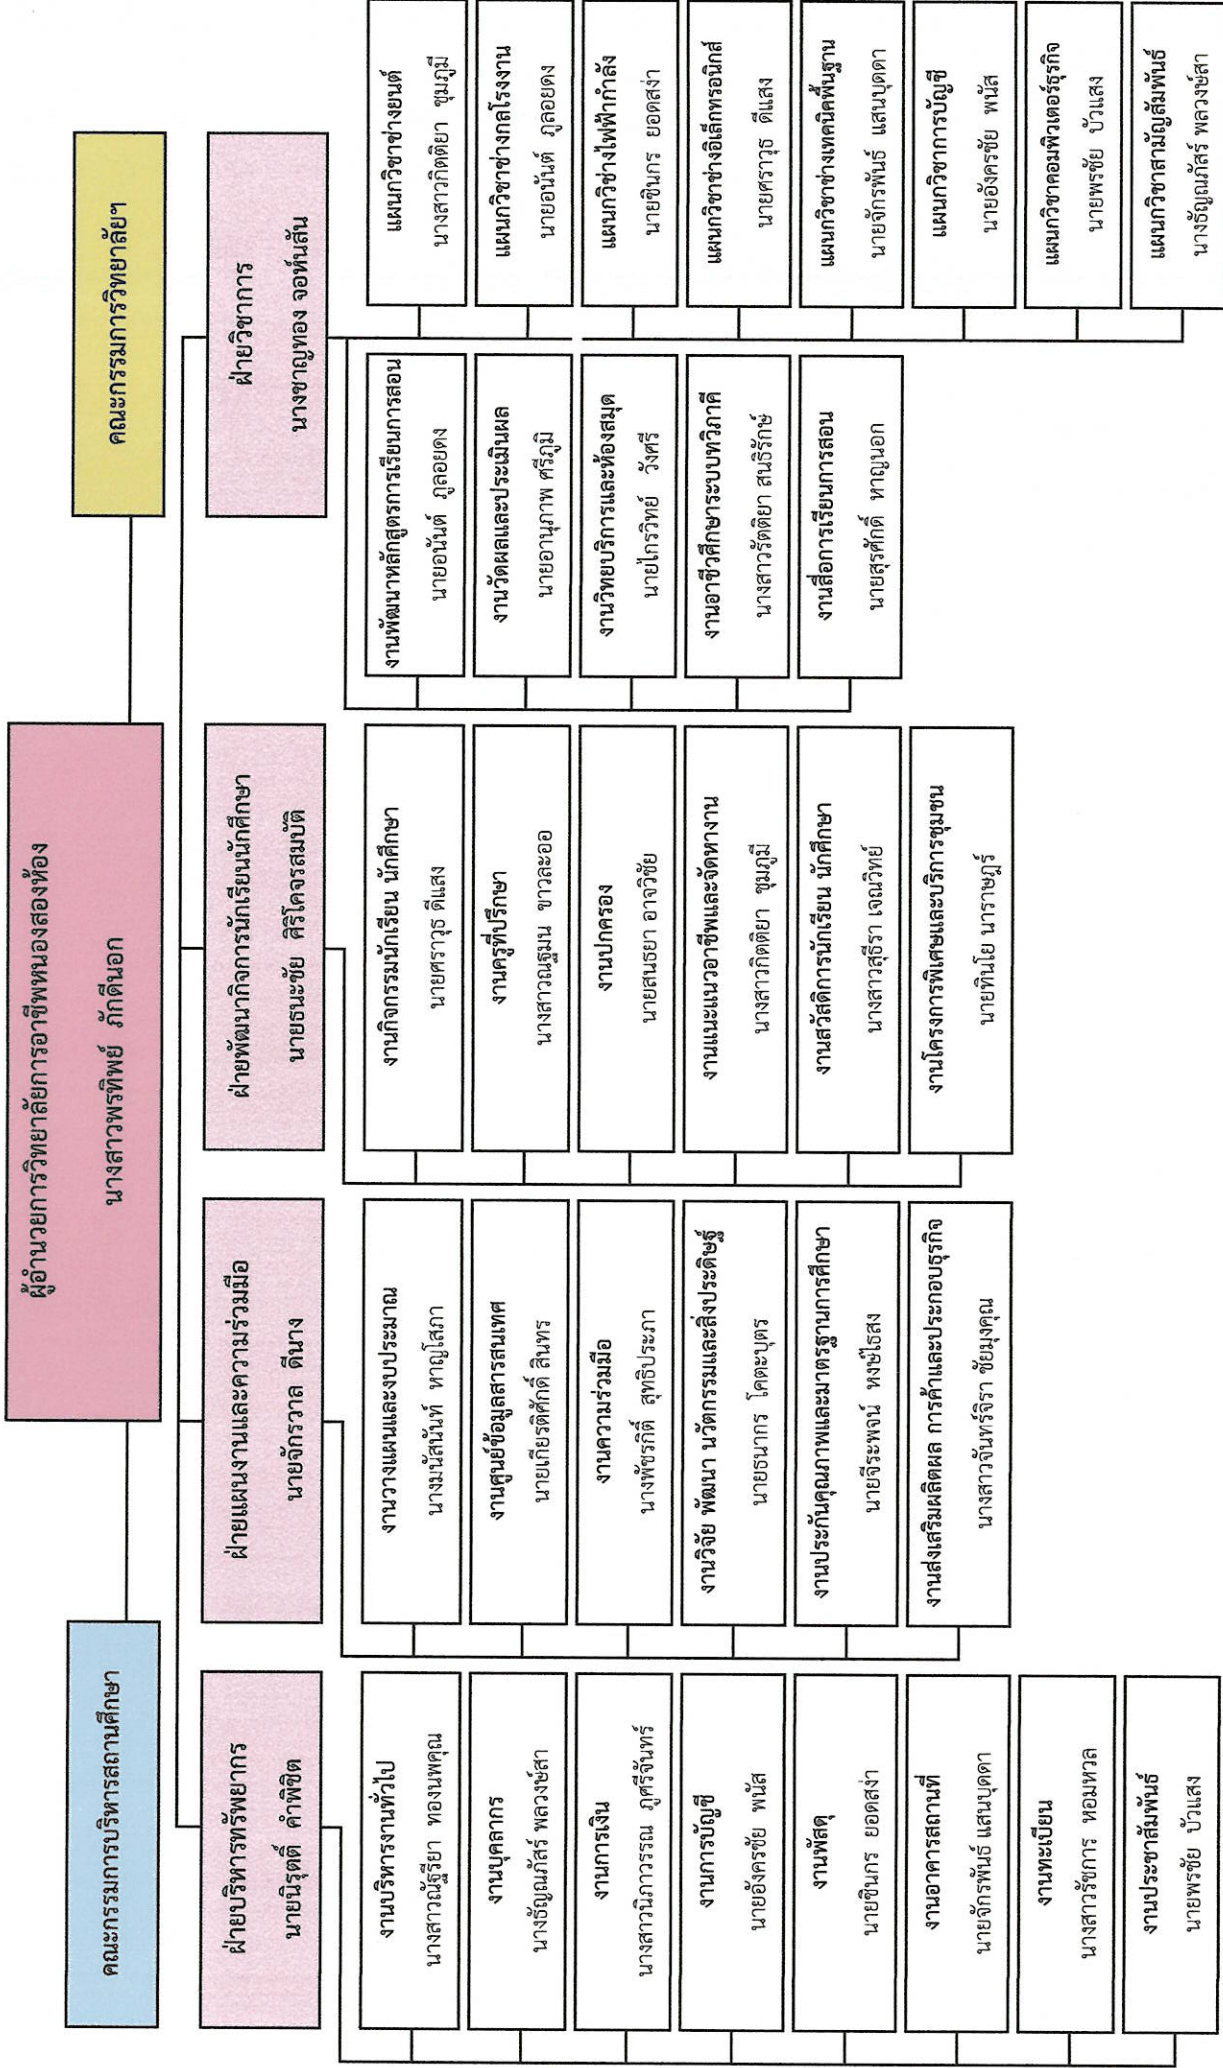 ผู้อำนวยการวิทยาลัยการอาชีพหนองสองห้อง
นางสาวพรทิพย์ ภักดีนอก
คณะกรรมการบริหารสถานศึกษา
คณะกรรมการวิทยาลัยฯ
ฝ่ายบริหารทรัพยากร
นายนิรุตติ์ คำพิชิต
งานบริหารงานทั่วไป
นางสาวณัฐริยา ทองนพคุณ
งานบุคลากร
นางธัญณภัสร์ พลวงษ์สา
งานการเงิน
นางสาวนิภาวรรณ ภูศรีจันทร์
งานการบัญชี
นายอังครชัย พนัส
งานพัสดุ
นายชินกร ยอดสง่า
งานอาคารสถานที่
นายจักรพันธ์ แสนบุดดา
งานทะเบียน
นางสาวรัชการ หอมหวล
งานประชาสัมพันธ์
นายพรชัย บัวแสง
ฝ่ายแผนงานและความร่วมมือ
นายจักรวาล ดีนาง
งานวางแผนและงบประมาณ
นางมนัสนันท์ หาญโสภา
งานศูนย์ข้อมูลสารสนเทศ
นายเกียรติศักดิ์ สินทร
งานความร่วมมือ
นางพัชรกิติ์ สุทธิประภา
งานวิจัย พัฒนา นวัตกรรมและสิ่งประดิษฐ์
นายธนากร โคตะบุตร
งานประกันคุณภาพและมาตรฐานการศึกษา
นายจีระพจน์ หงษ์ไธสง
งานส่งเสริมผลิตผล การค้าและประกอบธุรกิจ
นางสาวจันทร์จิรา ชัยมุงคุณ
ฝ่ายพัฒนากิจการนักเรียนนักศึกษา
นายธนะชัย ศิริโคจรสมบัติ
งานกิจกรรมนักเรียน นักศึกษา
นายศราวุธ ดีแสง
งานครูที่ปรึกษา
นางสาวณฐมน ขาวละออ
งานปกครอง
นายสนธยา อาจวิชัย
งานแนะแนวอาชีพและจัดหางาน
นางสาวกิตติยา ชุมภูมี
งานสวัสดิการนักเรียน นักศึกษา
นางสาวสุธีรา เจณวิทย์
งานโครงการพิเศษและบริการชุมชน
นายทินโย นาราษฎร์
ฝ่ายวิชาการ
นางชาญทอง จอห์นสัน
งานพัฒนาหลักสูตรการเรียนการสอน
นายอนันต์ ภูลอยดง
งานวัดผลและประเมินผล
นายอานุภาพ ศรีภูมิ
งานวิทยบริการและห้องสมุด
นายไกรวิทย์ วังศรี
งานอาชีวศึกษาระบบทวิภาคี
นางสาวรัตติยา สนธิรักษ์
งานสื่อการเรียนการสอน
นายสุรศักดิ์ หาญนอก
แผนกวิชาช่างยนต์
นางสาวกิตติยา ชุมภูมี
แผนกวิชาช่างกลโรงงาน
นายอนันต์ ภูลอยดง
แผนกวิช่างไฟฟ้ากำลัง
นายชินกร ยอดสง่า
แผนกวิชาช่างอิเล็กทรอนิกส์
นายศราวุธ ดีแสง
แผนกวิชาช่างเทคนิคพื้นฐาน
นายจักรพันธ์ แสนบุดดา
แผนกวิชาการบัญชี
นายอังครชัย พนัส
แผนกวิชาคอมพิวเตอร์ธุรกิจ
นายพรชัย บัวแสง
แผนกวิชาสามัญสัมพันธ์
นางธัญณภัสร์ พลวงษ์สา